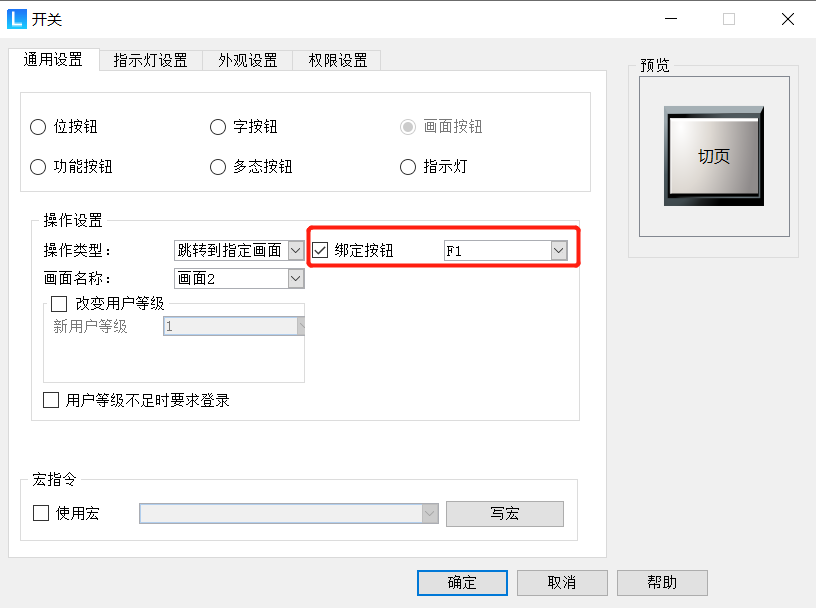 开关
通用设置 指示灯设置 外观设置 权限设置
预览
位按钮 字按钮 画面按钮
功能按钮 多态按钮 指示灯
切页
操作设置
操作类型： 跳转到指定画面 绑定按钮 F1
画面名称： 画面2
改变用户等级
新用户等级 1
用户等级不足时要求登录
宏指令
使用宏 写宏
确定 取消 帮助